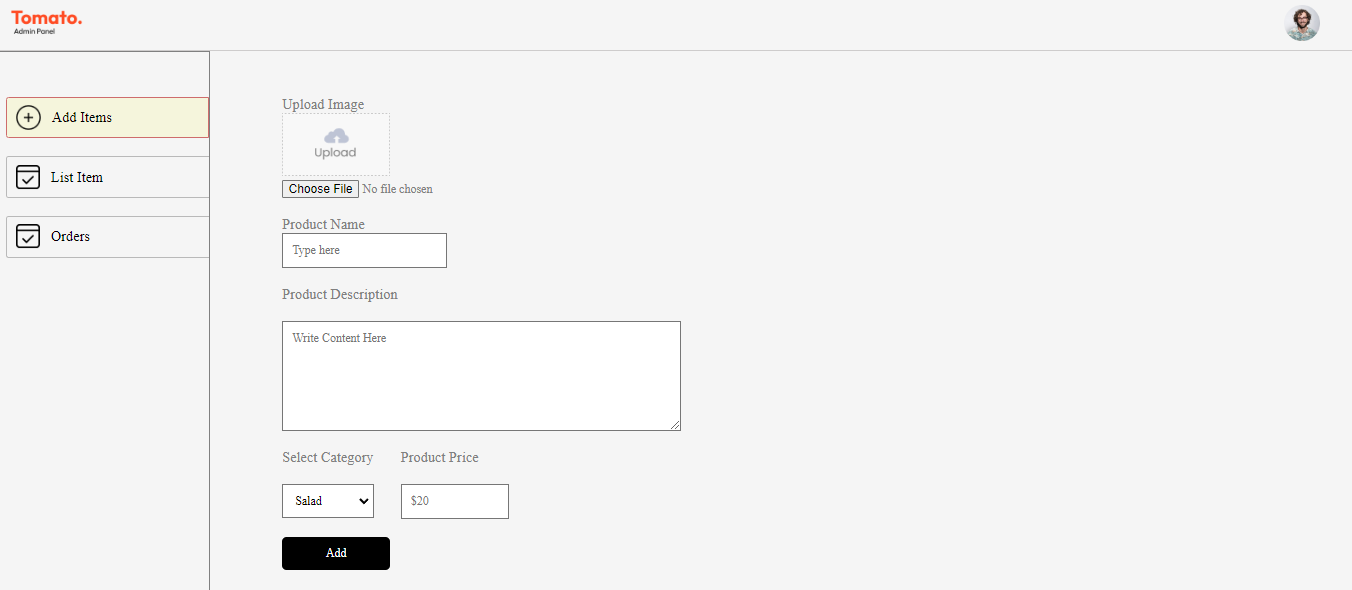 Tomato.
Admin Panel
Add Items
List Item
Orders
Upload Image
Upload
Choose File No file chosen
Product Name
Type here
Product Description
Write Content Here
Select Category Product Price
Salad $20
Add